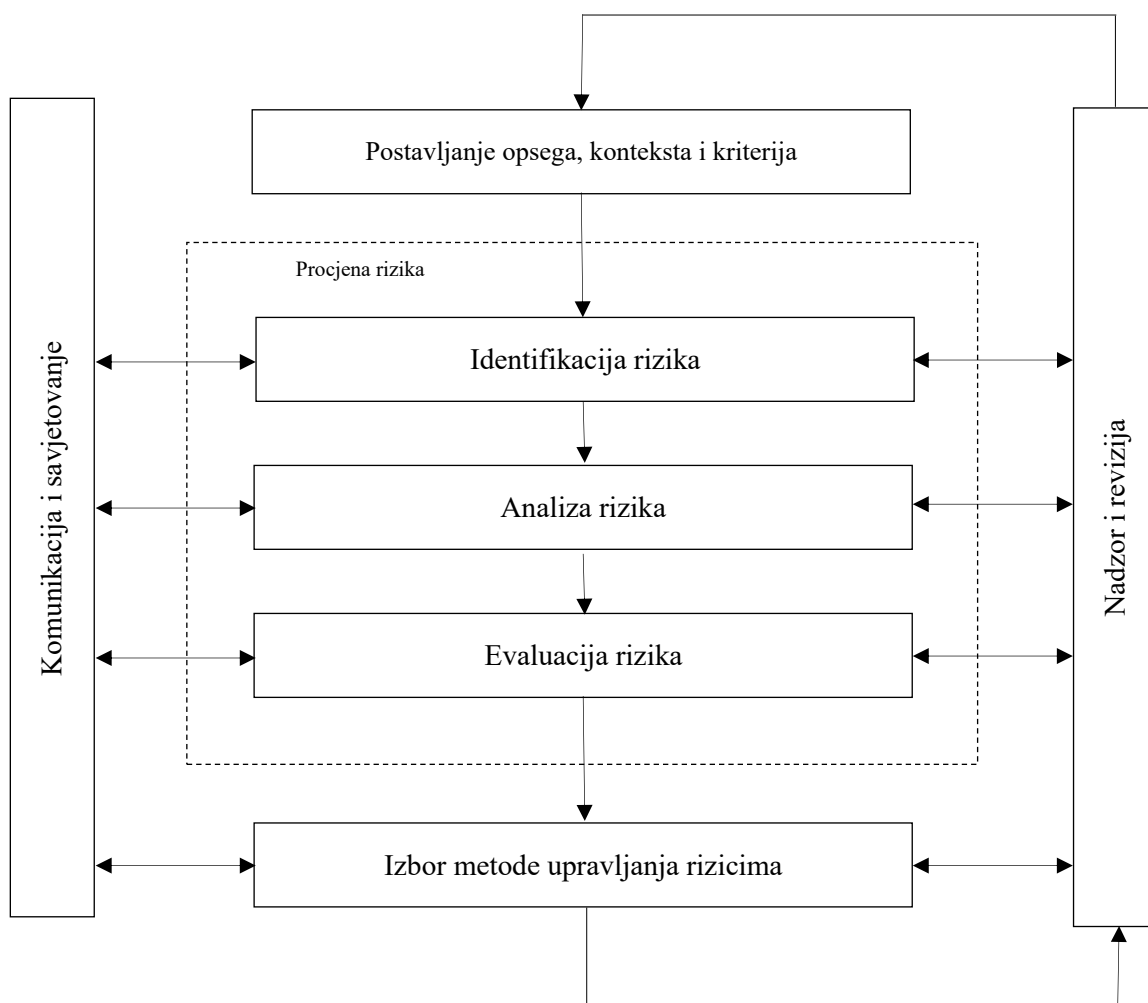 Postavljanje opsega, konteksta i kriterija
Procjena rizika
Identifikacija rizika
Analiza rizika
Evaluacija rizika
Izbor metode upravljanja rizicima
Komunikacija i savjetovanje
Nadzor i revizija